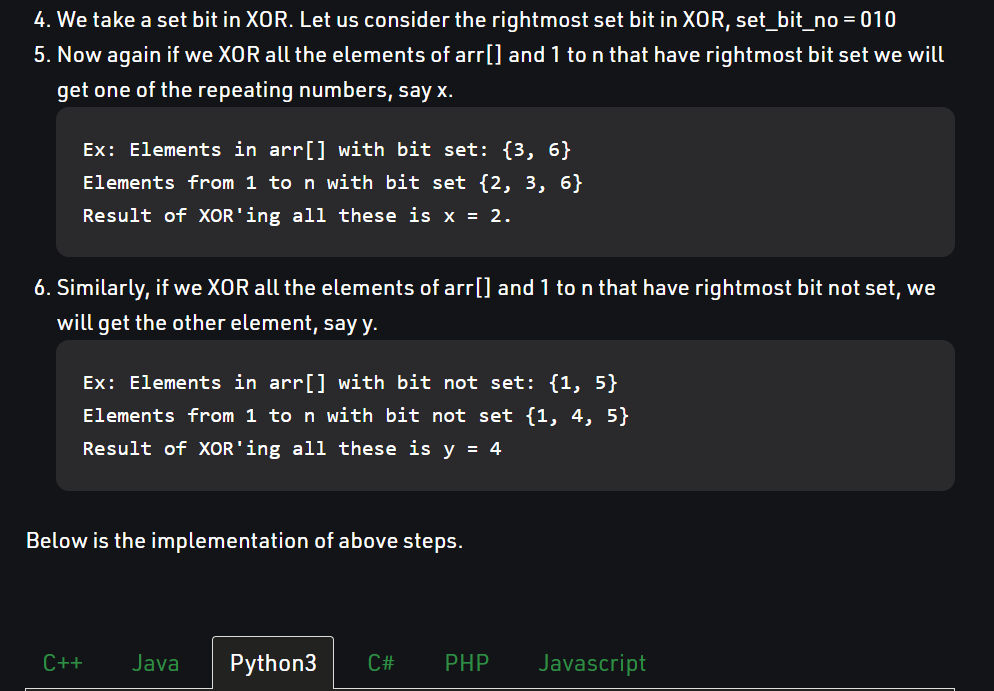 4. We take a set bit in XOR. Let us consider the rightmost set bit in XOR, set_bit_no = 010
5. Now again if we XOR all the elements of arr[] and 1 to n that have rightmost bit set we will
get one of the repeating numbers, say x.
Ex: Elements in arr[] with bit set: {3, 6}
Elements from 1 to n with bit set {2, 3, 6}
Result of XOR'ing all these is x = 2.
6. Similarly, if we XOR all the elements of arr[] and 1 to n that have rightmost bit not set, we
will get the other element, say y.
Ex: Elements in arr[] with bit not set: {1, 5}
Elements from 1 to n with bit not set {1, 4, 5}
Result of XOR'ing all these is y = 4
Below is the implementation of above steps.
C++ Java Python3 C# PHP Javascript